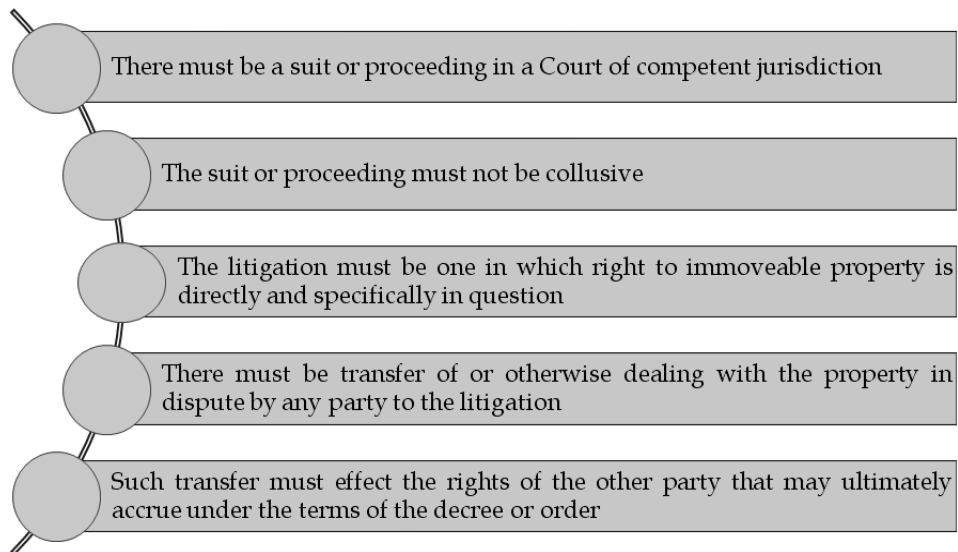 There must be a suit or proceeding in a Court of competent jurisdiction
The suit or proceeding must not be collusive
The litigation must be one in which right to immoveable property is
directly and specifically in question
There must be transfer of or otherwise dealing with the property in
dispute by any party to the litigation
Such transfer must effect the rights of the other party that may ultimately
accrue under the terms of the decree or order